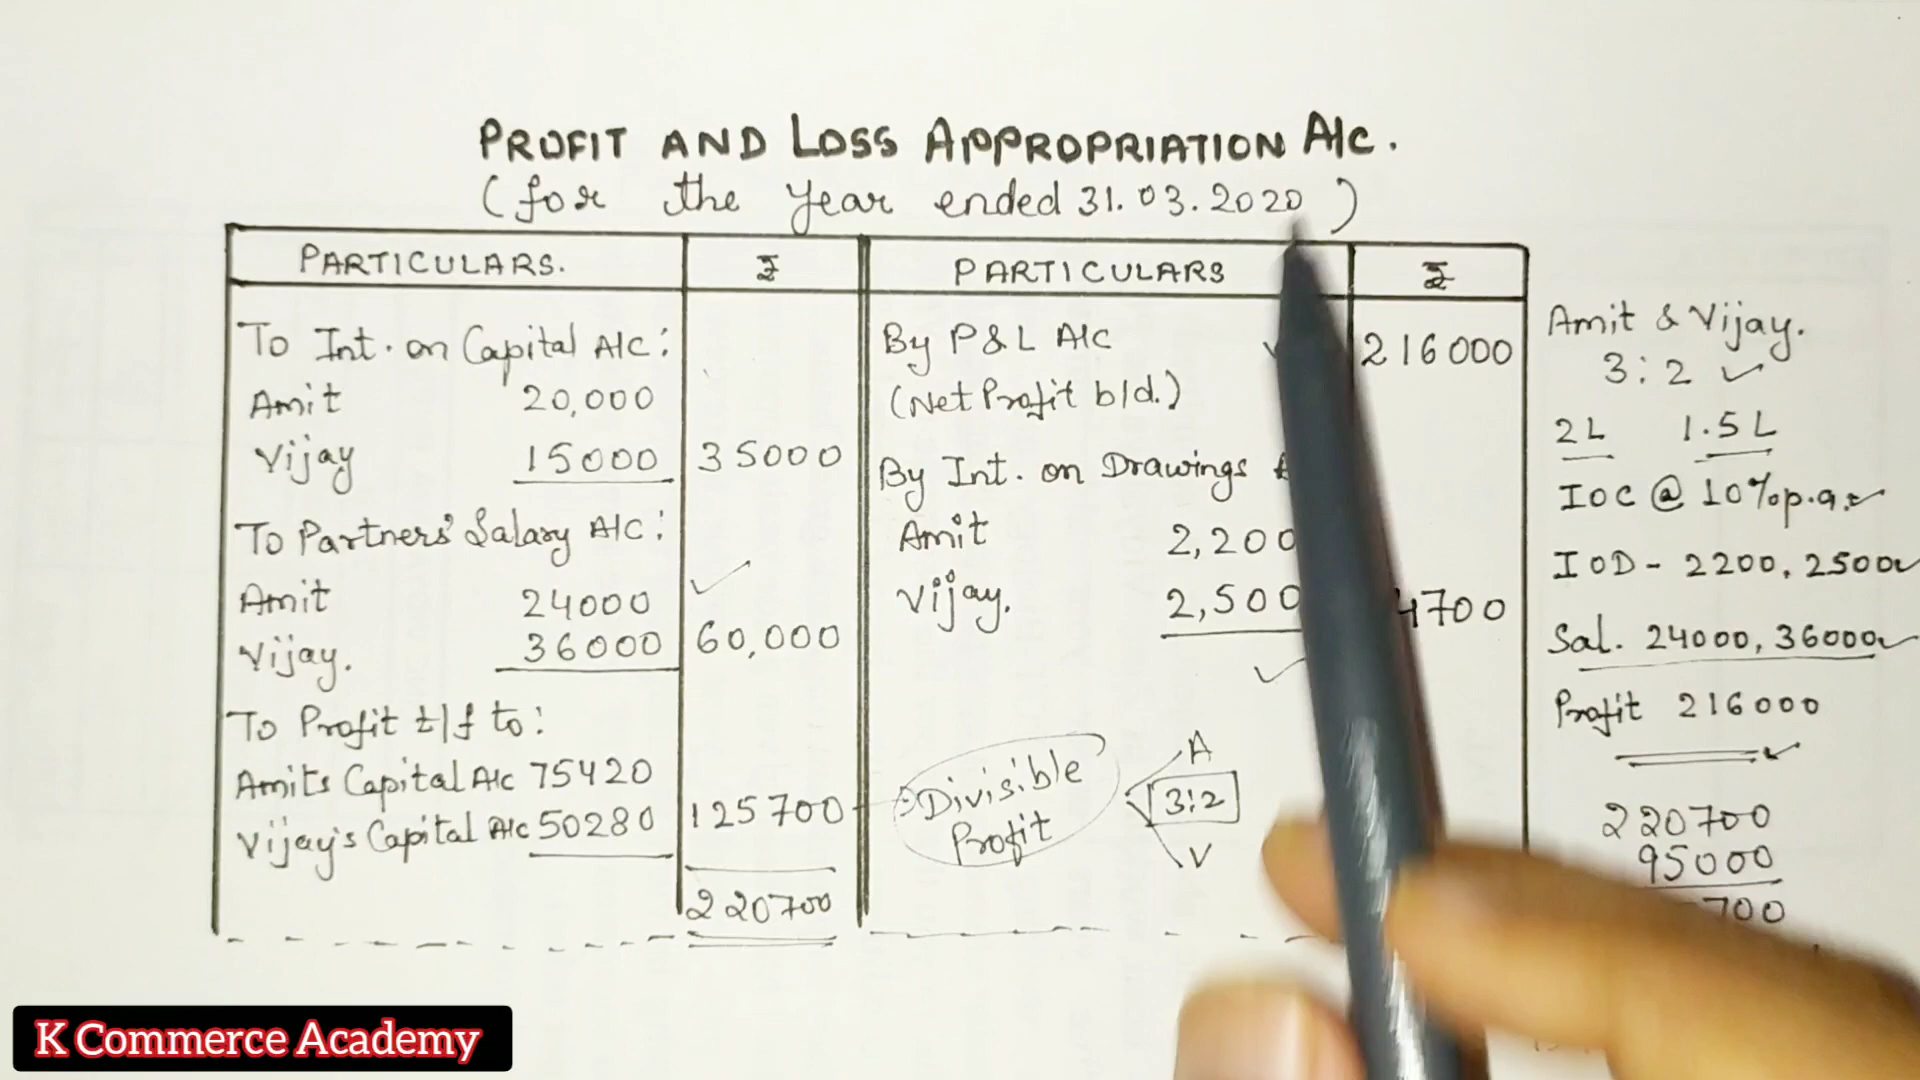 PROFIT AND LOSS APPROPRIATION A/C.
(for the year ended 31.03.2020)
PARTICULARS. ₹ PARTICULARS ₹
To Int. on Capital A/C:
Amit 20,000
Vijay 15000 35000
To Partners' Salary A/C:
Amit 24000
Vijay. 36000 60,000
To Profit t/f to:
Amits Capital A/c 75420
Vijay's Capital A/c 50280 125700
220700
By P&L A/C 216000
(Net Profit b/d.)
By Int. on Drawings
Amit 2,200
Vijay. 2,500 4700
Divisible
Profit
A
3:2
V
Amit & Vijay.
3:2
2L 1.5L
IOC @ 10% p.a.
IOD - 2200, 2500
Sal. 24000, 36000
Profit 216000
220700
95000
700
K Commerce Academy